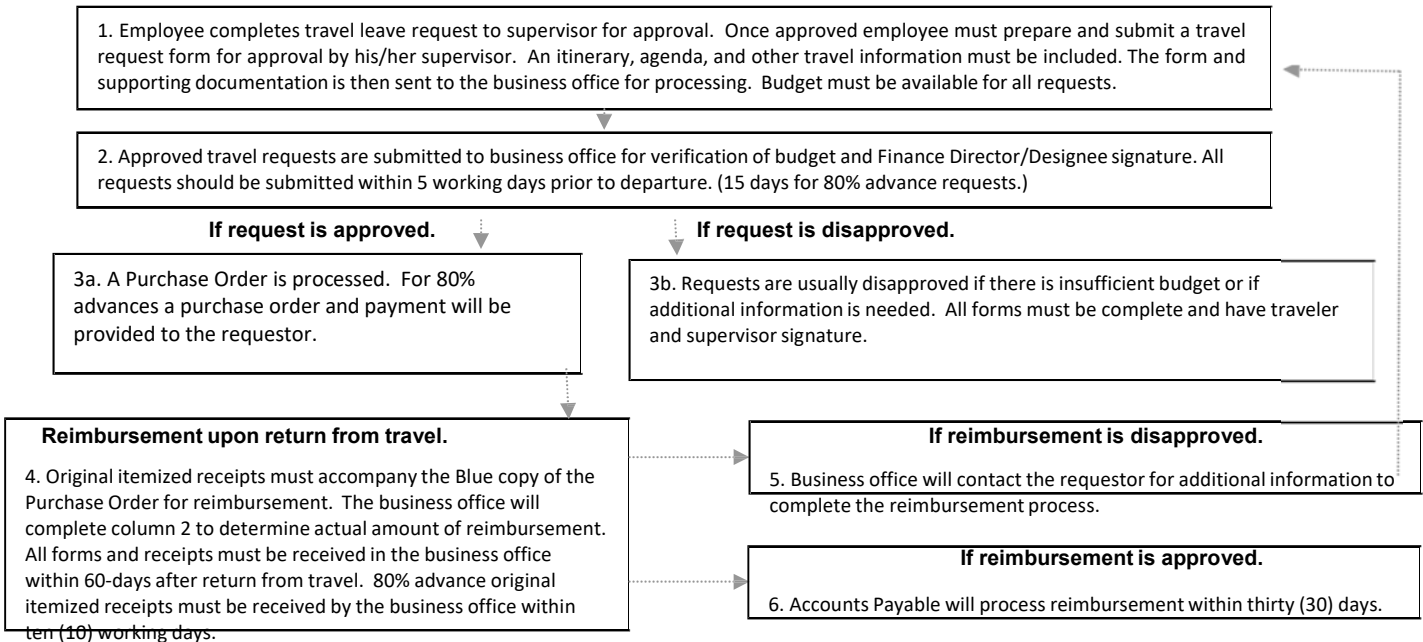 1. Employee completes travel leave request to supervisor for approval.  Once approved employee must prepare and submit a travel
request form for approval by his/her supervisor.  An itinerary, agenda, and other travel information must be included. The form and
supporting documentation is then sent to the business office for processing.  Budget must be available for all requests.
2. Approved travel requests are submitted to business office for verification of budget and Finance Director/Designee signature. All
requests should be submitted within 5 working days prior to departure. (15 days for 80% advance requests.)
If request is approved.
If request is disapproved.
3a. A Purchase Order is processed.  For 80%
advances a purchase order and payment will be
provided to the requestor.
3b. Requests are usually disapproved if there is insufficient budget or if
additional information is needed.  All forms must be complete and have traveler
and supervisor signature.
Reimbursement upon return from travel.
4. Original itemized receipts must accompany the Blue copy of the
Purchase Order for reimbursement.  The business office will
complete column 2 to determine actual amount of reimbursement.
All forms and receipts must be received in the business office
within 60-days after return from travel.  80% advance original
itemized receipts must be received by the business office within
ten (10) working days.
If reimbursement is disapproved.
5. Business office will contact the requestor for additional information to
complete the reimbursement process.
If reimbursement is approved.
6. Accounts Payable will process reimbursement within thirty (30) days.